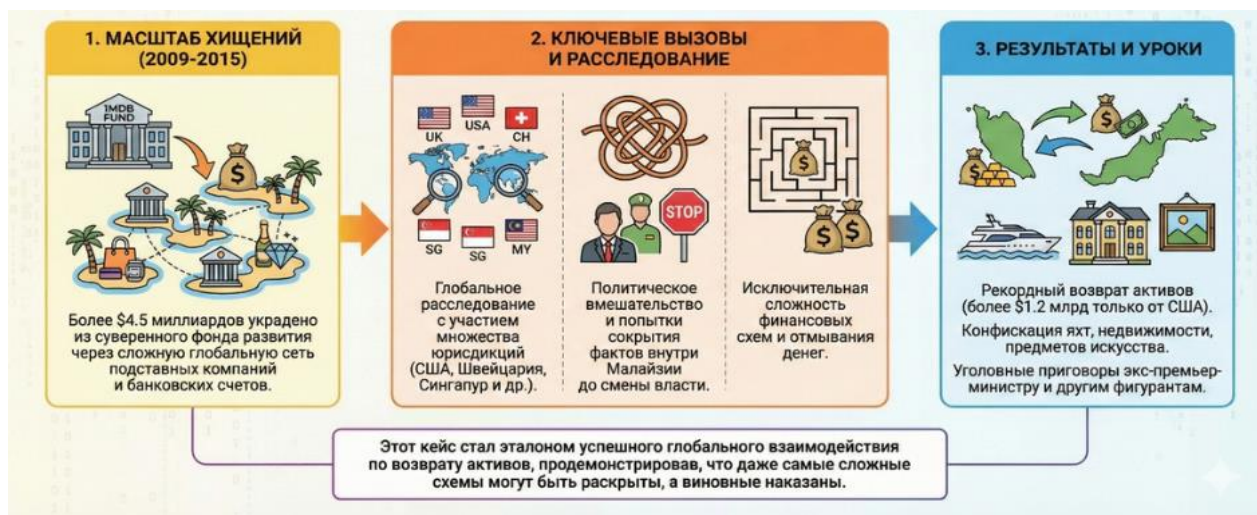 1. МАСШТАБ ХИЩЕНИЙ
(2009-2015)
1MDB
FUND
$
Более $4.5 миллиардов украдено
из суверенного фонда развития
через сложную глобальную сеть
подставных компаний
и банковских счетов.
2. КЛЮЧЕВЫЕ ВЫЗОВЫ
И РАССЛЕДОВАНИЕ
UK
USA
CH
SG
SG
MY
Глобальное
расследование
с участием
множества
юрисдикций
(США, Швейцария,
Сингапур и др.).
STOP
Политическое
вмешательство
и попытки
сокрытия
фактов внутри
Малайзии
до смены власти.
$
$
$
Исключительная
сложность
финансовых
схем и отмывания
денег.
3. РЕЗУЛЬТАТЫ И УРОКИ
$
$
Рекордный возврат активов
(более $1.2 млрд только от США).
Конфискация яхт, недвижимости,
предметов искусства.
Уголовные приговоры экс-премьер-
министру и другим фигурантам.
Этот кейс стал эталоном успешного глобального взаимодействия
по возврату активов, продемонстрировав, что даже самые сложные
схемы могут быть раскрыты, а виновные наказаны.